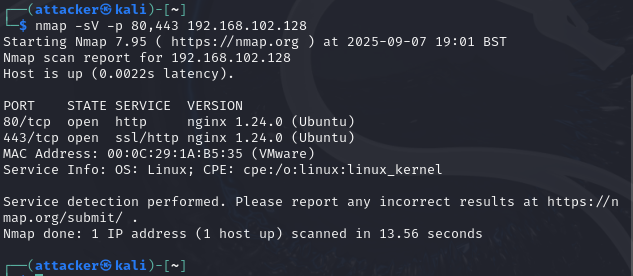 ┌──(attacker㉿kali)-[~]
└─$ nmap -sV -p 80,443 192.168.102.128
Starting Nmap 7.95 ( https://nmap.org ) at 2025-09-07 19:01 BST
Nmap scan report for 192.168.102.128
Host is up (0.0022s latency).

PORT    STATE SERVICE  VERSION
80/tcp  open  http     nginx 1.24.0 (Ubuntu)
443/tcp open  ssl/http nginx 1.24.0 (Ubuntu)
MAC Address: 00:0C:29:1A:B5:35 (VMware)
Service Info: OS: Linux; CPE: cpe:/o:linux:linux_kernel

Service detection performed. Please report any incorrect results at https://n
map.org/submit/ .
Nmap done: 1 IP address (1 host up) scanned in 13.56 seconds

┌──(attacker㉿kali)-[~]